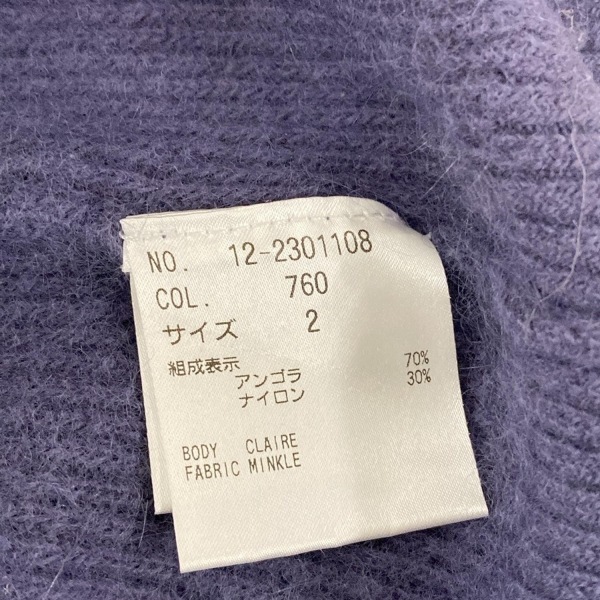 NO. 12-2301108
COL. 760
サイズ 2
組成表示
アンゴラ 70%
ナイロン 30%
BODY CLAIRE
FABRIC MINKLE